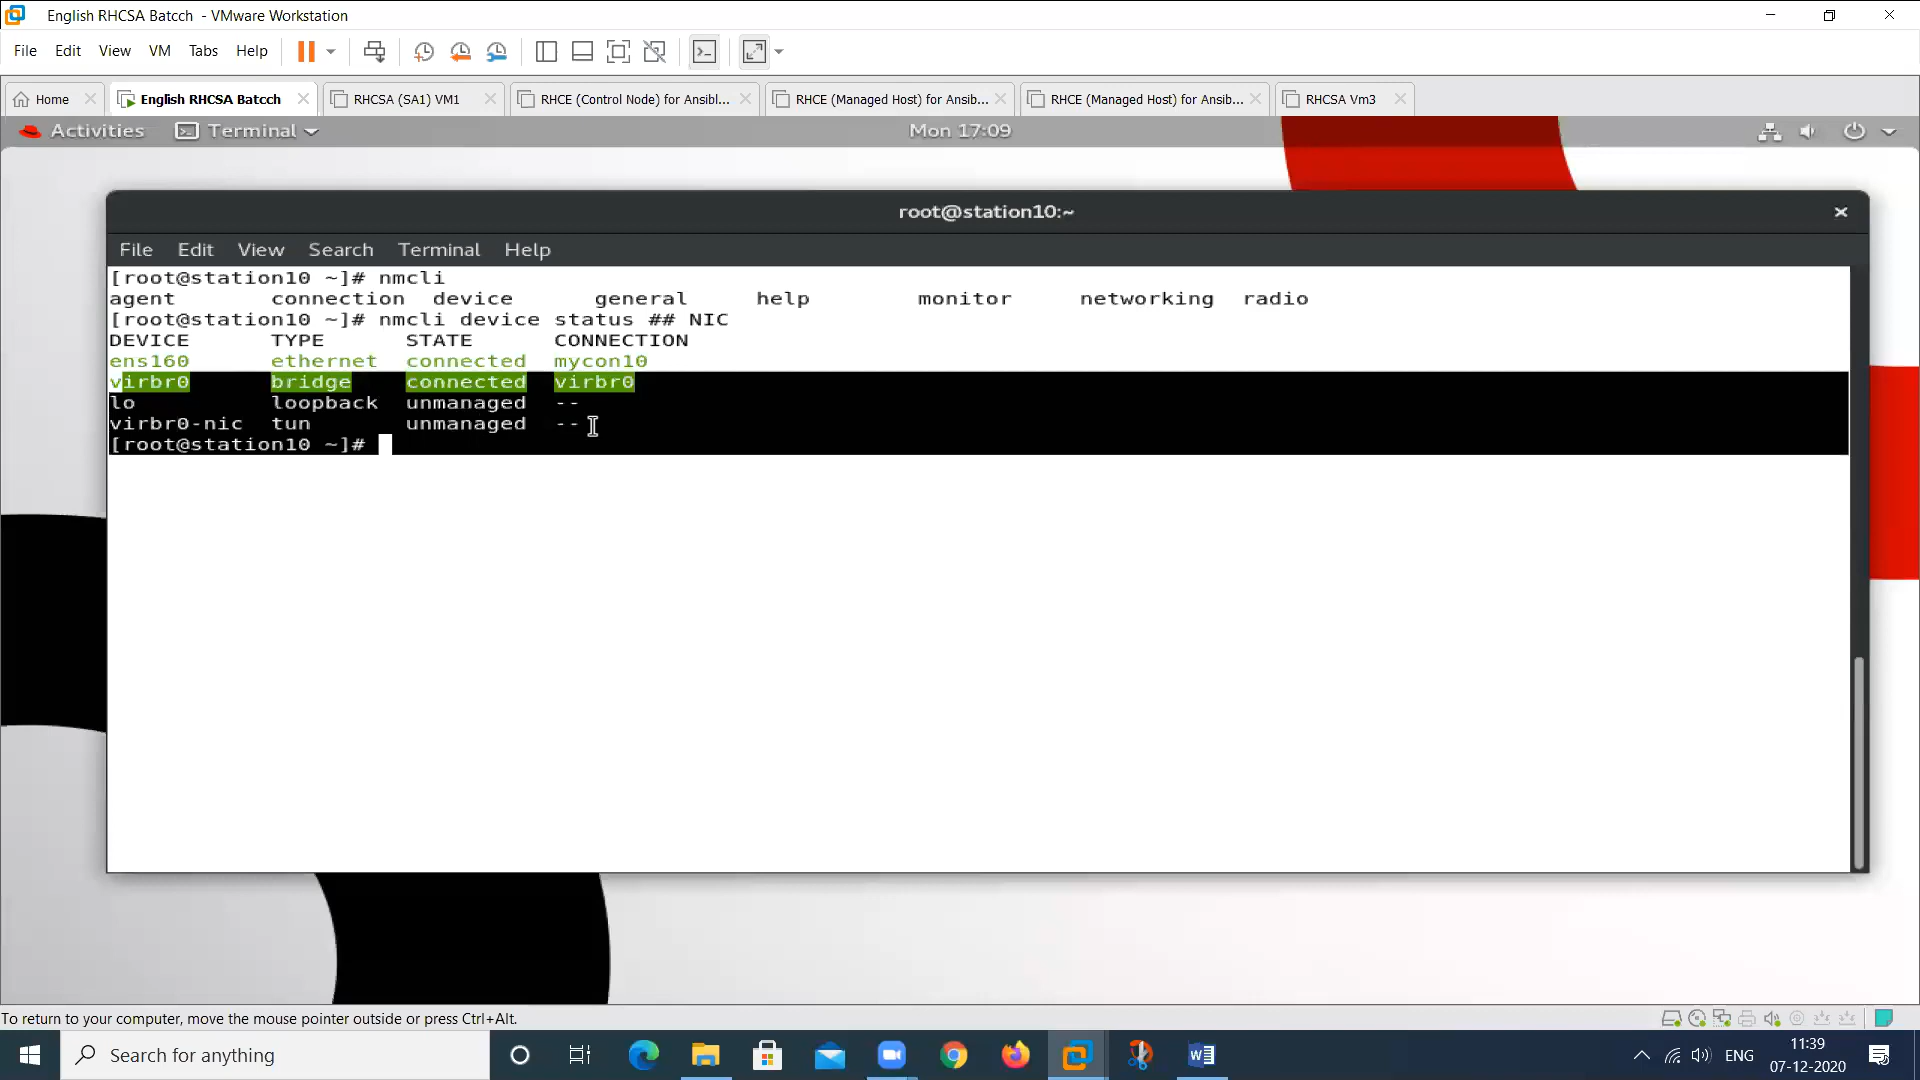 English RHCSA Batcch - VMware Workstation
File Edit View VM Tabs Help
Home English RHCSA Batcch RHCSA (SA1) VM1 RHCE (Control Node) for Ansibl... RHCE (Managed Host) for Ansib... RHCE (Managed Host) for Ansib... RHCSA Vm3
Activities Terminal Mon 17:09
root@station10:~
File Edit View Search Terminal Help
[root@station10 ~]# nmcli
agent connection device general help monitor networking radio
[root@station10 ~]# nmcli device status ## NIC
DEVICE TYPE STATE CONNECTION
ens160 ethernet connected mycon10
virbr0 bridge connected virbr0
lo loopback unmanaged --
virbr0-nic tun unmanaged --
[root@station10 ~]#
To return to your computer, move the mouse pointer outside or press Ctrl+Alt.
Search for anything
ENG
11:39
07-12-2020